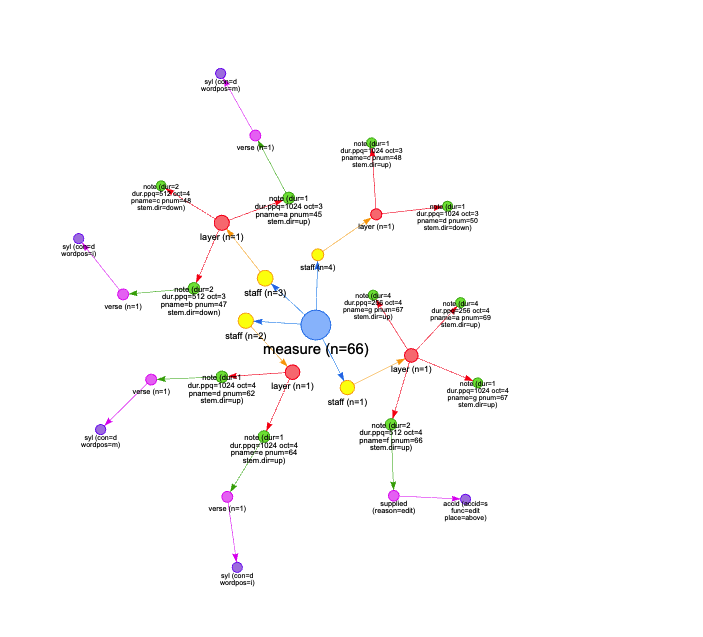 syl (con=d
wordpos=m)
verse (n=1)
note (dur=1
dur.ppq=1024 oct=3
pname=c pnum=48
stem.dir=up)
note (dur=2
dur.ppq=512 oct=4
pname=c pnum=48
stem.dir=down)
note (dur=1
dur.ppq=1024 oct=3
pname=a pnum=45
stem.dir=up)
note (dur=1
dur.ppq=1024 oct=3
pname=d pnum=50
stem.dir=down)
layer (n=1)
layer (n=1)
syl (con=d
wordpos=i)
staff (n=4)
verse (n=1)
note (dur=2
dur.ppq=512 oct=3
pname=b pnum=47
stem.dir=down)
staff (n=3)
note (dur=4
dur.ppq=256 oct=4
pname=g pnum=67
stem.dir=up)
note (dur=4
dur.ppq=256 oct=4
pname=a pnum=69
stem.dir=up)
staff (n=2)
measure (n=66)
layer (n=1)
layer (n=1)
verse (n=1)
note (dur=1
dur.ppq=1024 oct=4
pname=d pnum=62
stem.dir=up)
staff (n=1)
note (dur=1
dur.ppq=1024 oct=4
pname=g pnum=67
stem.dir=up)
syl (con=d
wordpos=m)
note (dur=1
dur.ppq=1024 oct=4
pname=e pnum=64
stem.dir=up)
note (dur=2
dur.ppq=512 oct=4
pname=f pnum=66
stem.dir=up)
verse (n=1)
supplied
(reason=edit)
accid (accid=s
func=edit
place=above)
syl (con=d
wordpos=i)